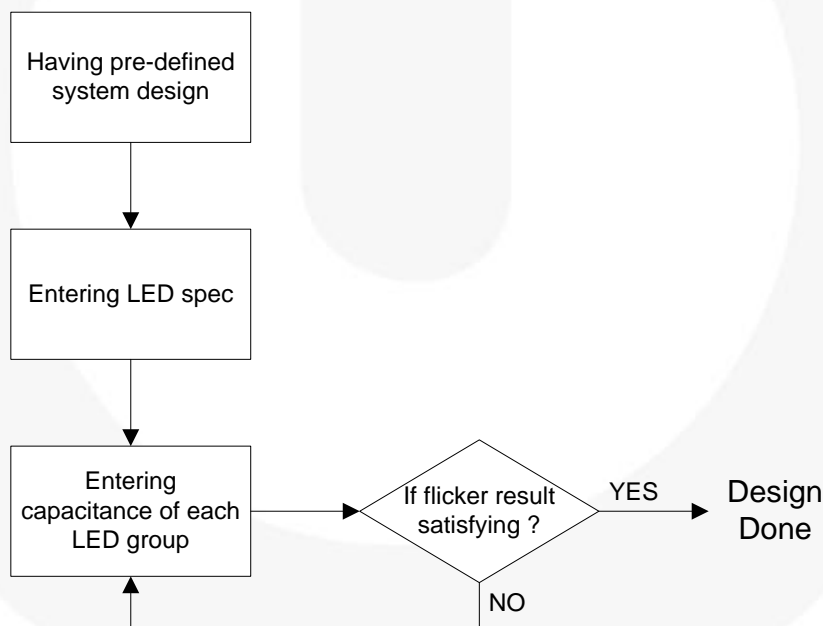 Having pre-defined
system design
Entering LED spec
Entering
capacitance of each
LED group
If flicker result
satisfying ?
YES
Design
Done
NO